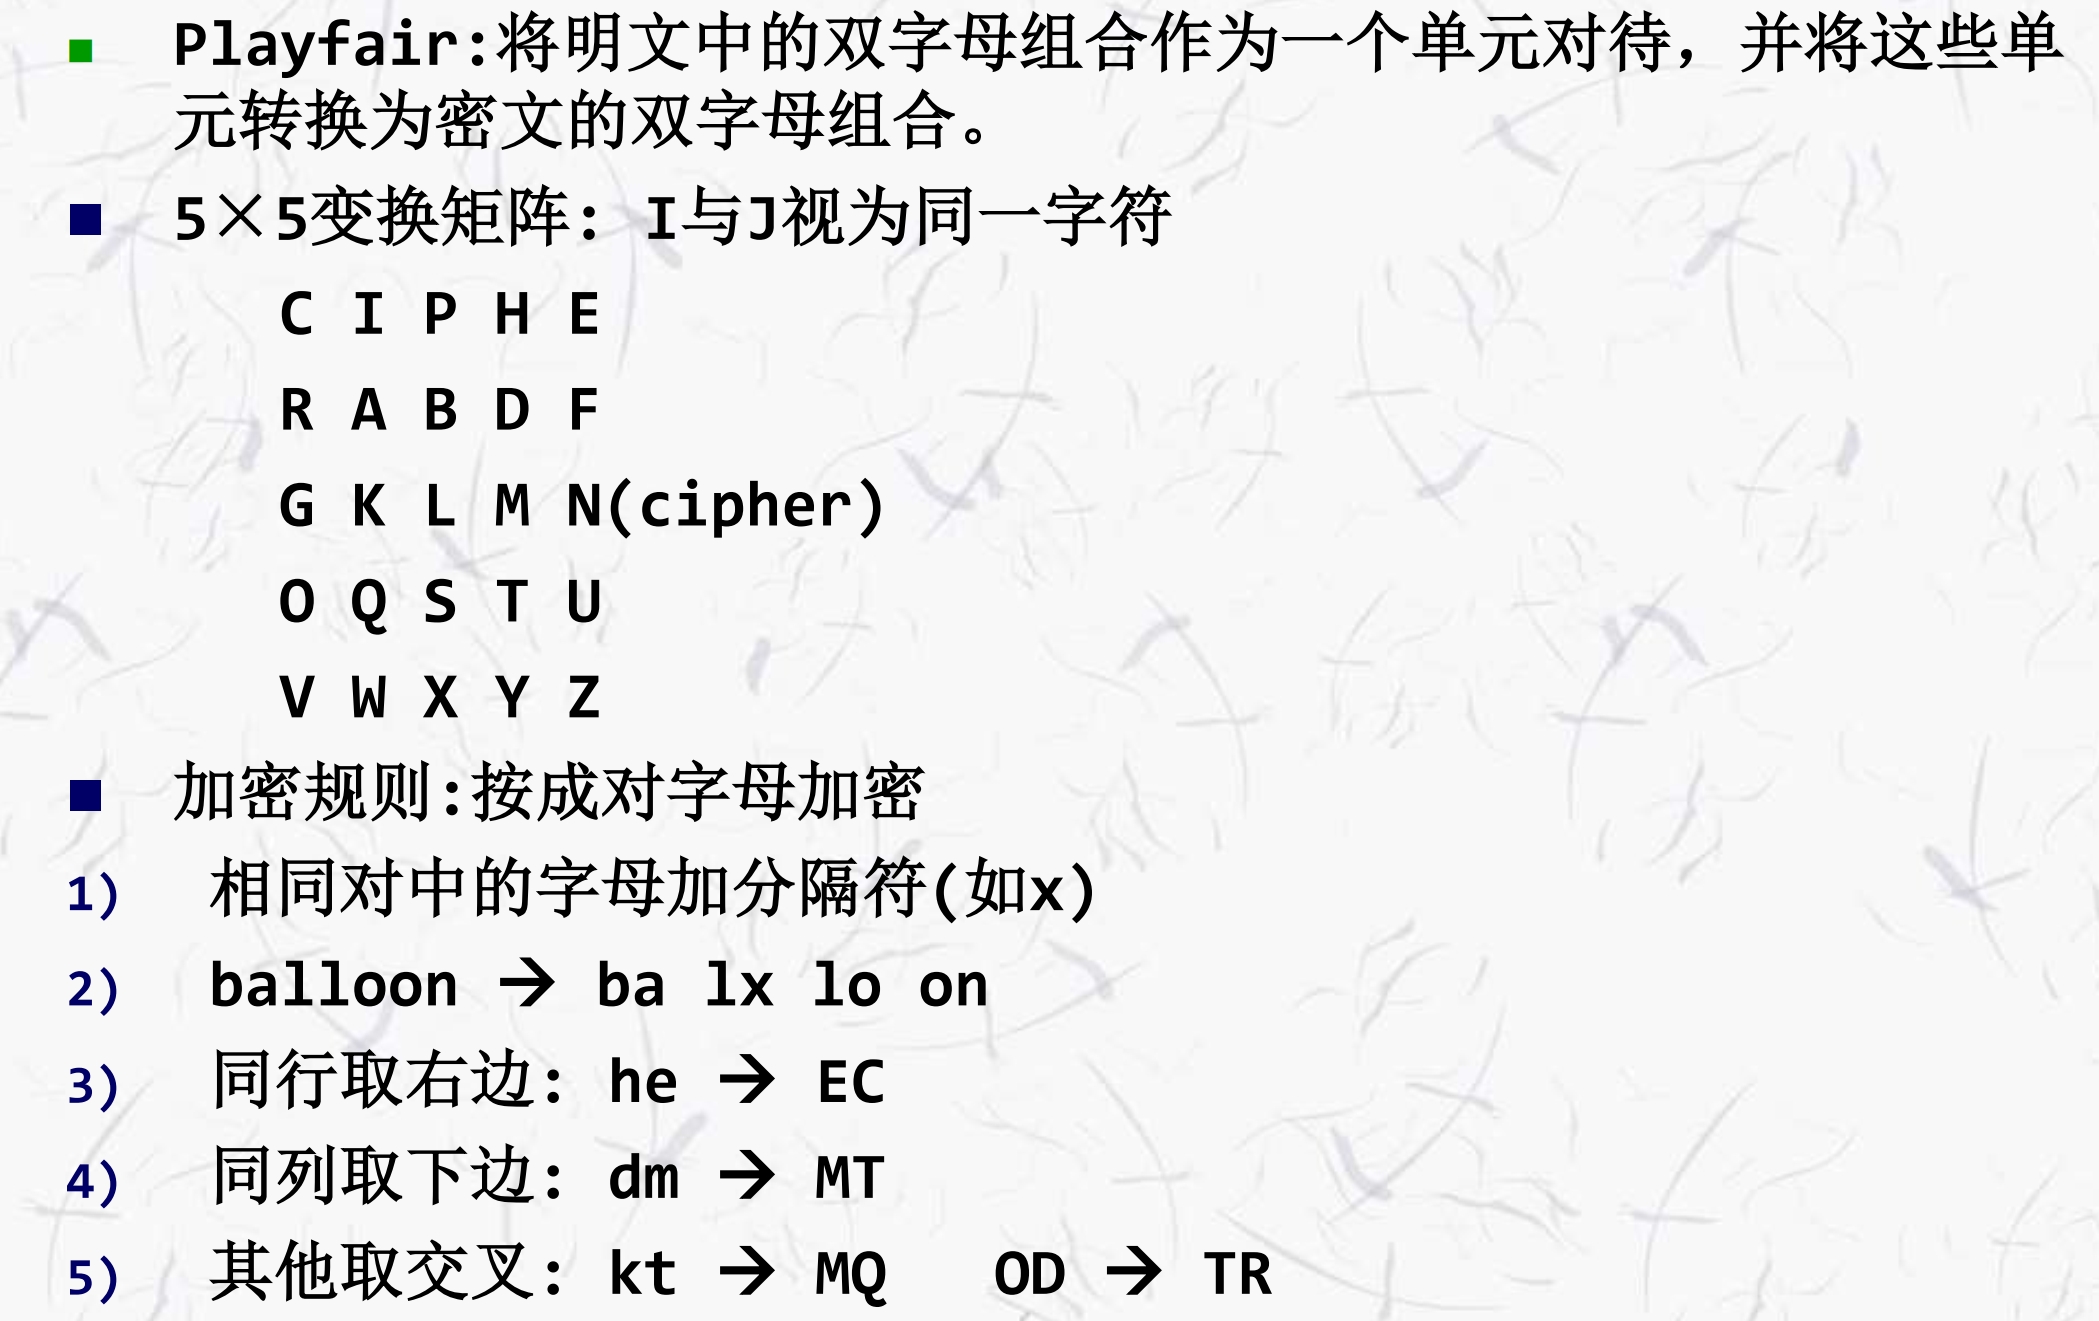 Playfair:将明文中的双字母组合作为一个单元对待，并将这些单
元转换为密文的双字母组合。
5×5变换矩阵: I与J视为同一字符
C I P H E
R A B D F
G K L M N(cipher)
O Q S T U
V W X Y Z
加密规则:按成对字母加密
1) 相同对中的字母加分隔符(如x)
2) balloon → ba lx lo on
3) 同行取右边: he → EC
4) 同列取下边: dm → MT
5) 其他取交叉: kt → MQ OD → TR